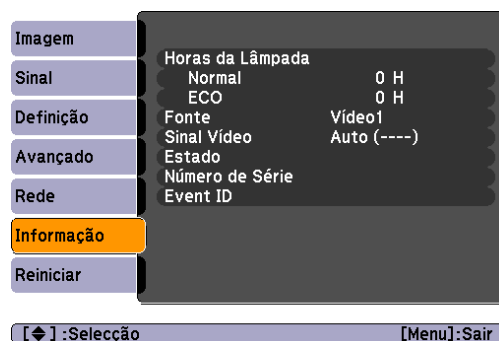 Imagem
Sinal
Definição
Avançado
Rede
Informação
Reiniciar
Horas da Lâmpada
Normal 0 H
ECO 0 H
Fonte Vídeo1
Sinal Vídeo Auto (----)
Estado
Número de Série
Event ID
[◆] :Selecção [Menu]:Sair